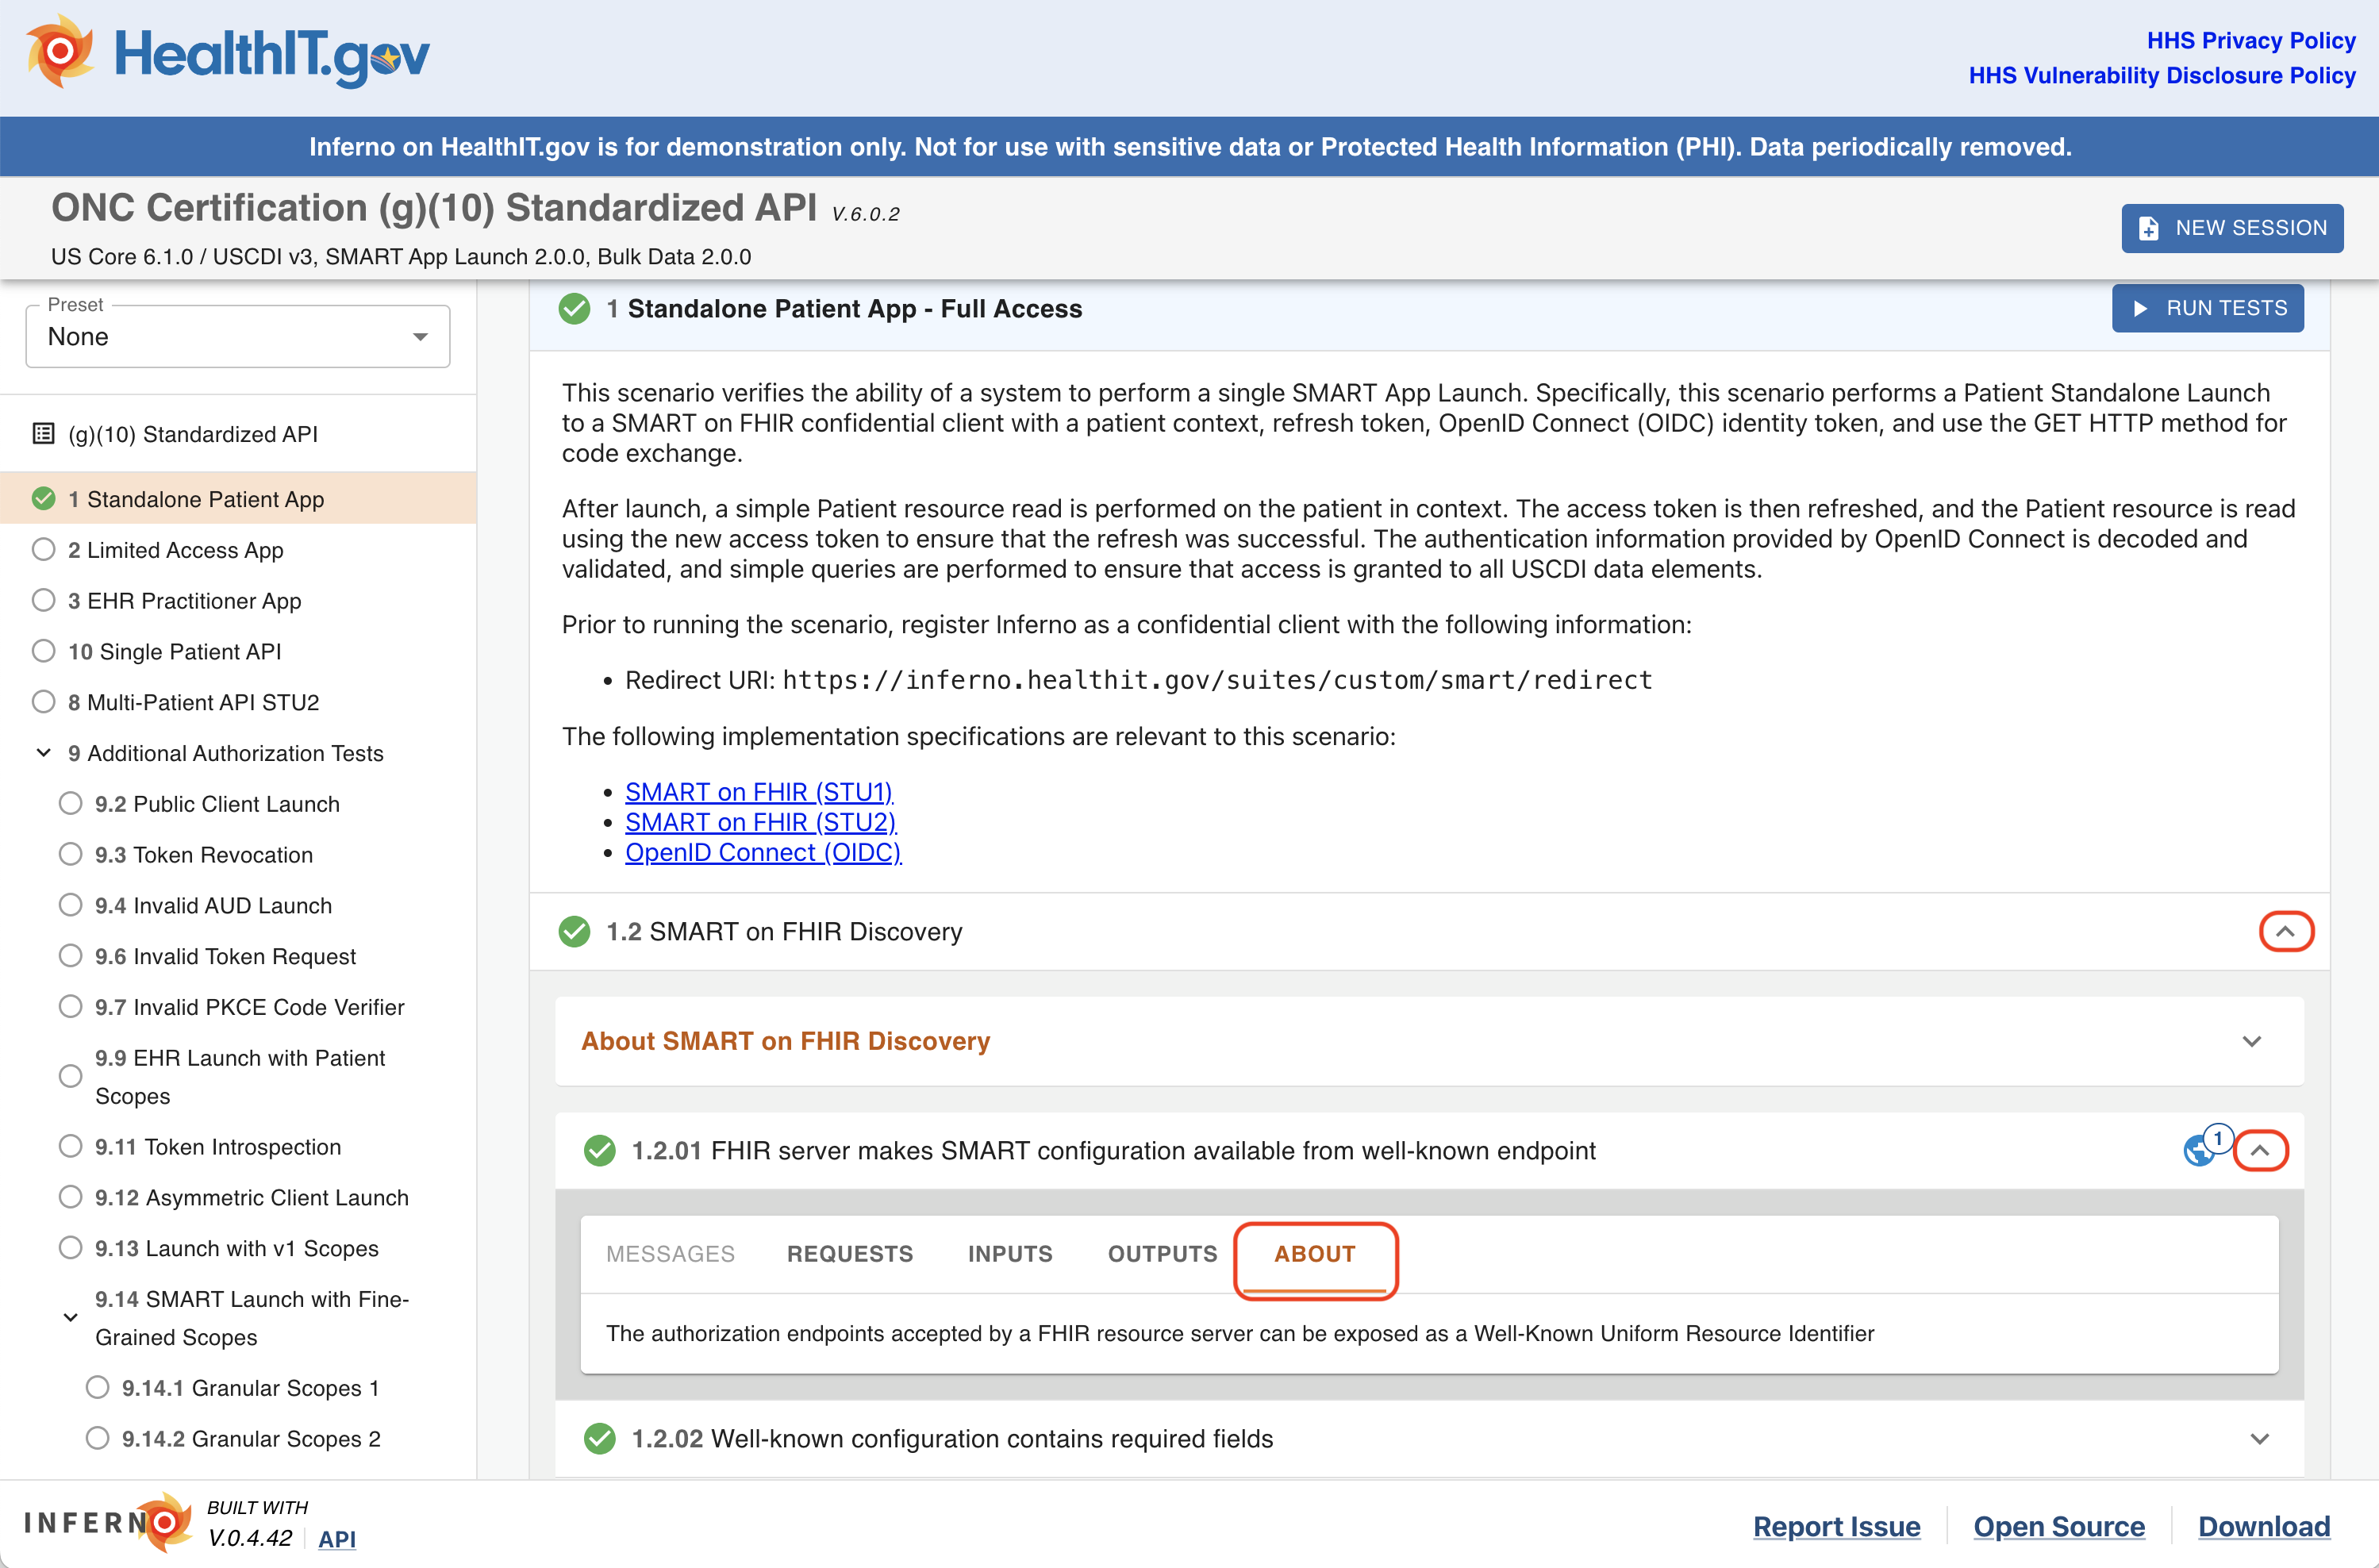 HealthIT.gov
HHS Privacy Policy
HHS Vulnerability Disclosure Policy
Inferno on HealthIT.gov is for demonstration only. Not for use with sensitive data or Protected Health Information (PHI). Data periodically removed.
ONC Certification (g)(10) Standardized API V.6.0.2
US Core 6.1.0 / USCDI v3, SMART App Launch 2.0.0, Bulk Data 2.0.0
NEW SESSION
Preset
None
(g)(10) Standardized API
1 Standalone Patient App
2 Limited Access App
3 EHR Practitioner App
10 Single Patient API
8 Multi-Patient API STU2
9 Additional Authorization Tests
9.2 Public Client Launch
9.3 Token Revocation
9.4 Invalid AUD Launch
9.6 Invalid Token Request
9.7 Invalid PKCE Code Verifier
9.9 EHR Launch with Patient
Scopes
9.11 Token Introspection
9.12 Asymmetric Client Launch
9.13 Launch with v1 Scopes
9.14 SMART Launch with Fine-
Grained Scopes
9.14.1 Granular Scopes 1
9.14.2 Granular Scopes 2
1 Standalone Patient App - Full Access
RUN TESTS
This scenario verifies the ability of a system to perform a single SMART App Launch. Specifically, this scenario performs a Patient Standalone Launch
to a SMART on FHIR confidential client with a patient context, refresh token, OpenID Connect (OIDC) identity token, and use the GET HTTP method for
code exchange.
After launch, a simple Patient resource read is performed on the patient in context. The access token is then refreshed, and the Patient resource is read
using the new access token to ensure that the refresh was successful. The authentication information provided by OpenID Connect is decoded and
validated, and simple queries are performed to ensure that access is granted to all USCDI data elements.
Prior to running the scenario, register Inferno as a confidential client with the following information:
• Redirect URI: https://inferno.healthit.gov/suites/custom/smart/redirect
The following implementation specifications are relevant to this scenario:
• SMART on FHIR (STU1)
• SMART on FHIR (STU2)
• OpenID Connect (OIDC)
1.2 SMART on FHIR Discovery
About SMART on FHIR Discovery
1.2.01 FHIR server makes SMART configuration available from well-known endpoint
1
MESSAGES REQUESTS INPUTS OUTPUTS ABOUT
The authorization endpoints accepted by a FHIR resource server can be exposed as a Well-Known Uniform Resource Identifier
1.2.02 Well-known configuration contains required fields
INFERNO
BUILT WITH
V.0.4.42
API
Report Issue
Open Source
Download